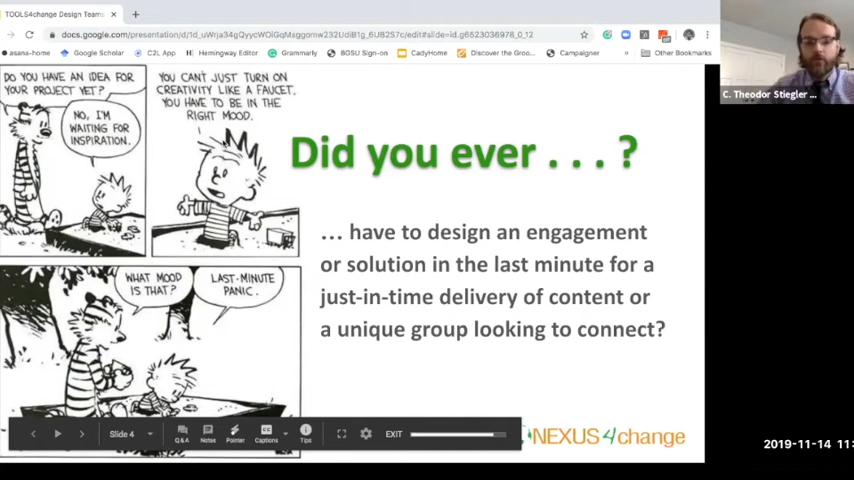 TOOLS4change Design Teams
docs.google.com/presentation/d/1d_
asana-home
Google Scholar
C2L App
Hemingway Editor
Grammarly
BGSU Sign-on
CadyHome
Discover the Groo...
Campaigner
»
Other Bookmarks
C. Theodor Stiegler ...
DO YOU HAVE AN IDEA FOR
YOUR PROJECT YET?
NO, I'M
WAITING FOR
INSPIRATION.
YOU CAN'T JUST TURN ON
CREATIVITY LIKE A FAUCET.
YOU HAVE TO BE IN THE
RIGHT MOOD.
WHAT MOOD
IS THAT?
LAST-MINUTE
PANIC.
Did you ever . . . ?
... have to design an engagement
or solution in the last minute for a
just-in-time delivery of content or
a unique group looking to connect?
Slide 4
Q&A
Notes
Pointer
Captions
Tips
EXIT
NEXUS4change
2019-11-14 11: